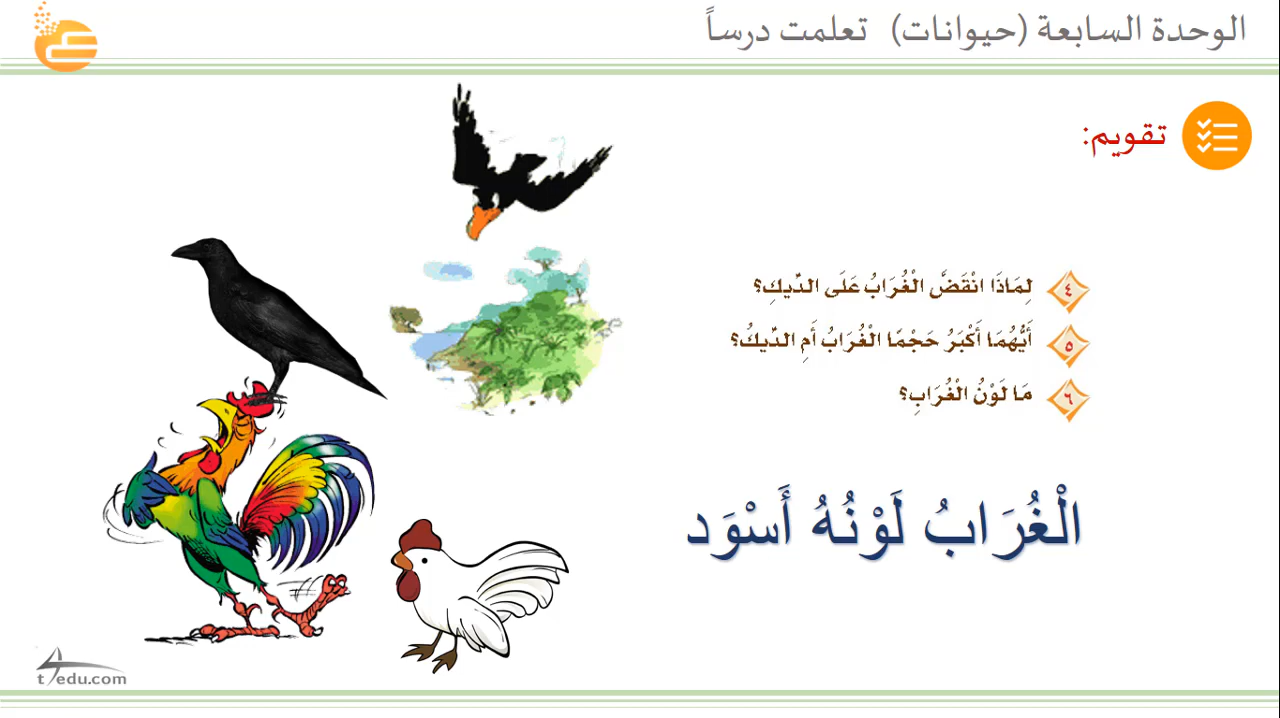 الوحدة السابعة (حيوانات) تعلمت درساً
تقويم:
٤ لِمَاذَا انْقَضَّ الْغُرَابُ عَلَى الدِّيكِ؟
٥ أَيُّهُمَا أَكْبَرُ حَجْمًا الْغُرَابُ أَمِ الدِّيكُ؟
٦ مَا لَوْنُ الْغُرَابِ؟
الْغُرَابُ لَوْنُهُ أَسْوَد
t4edu.com